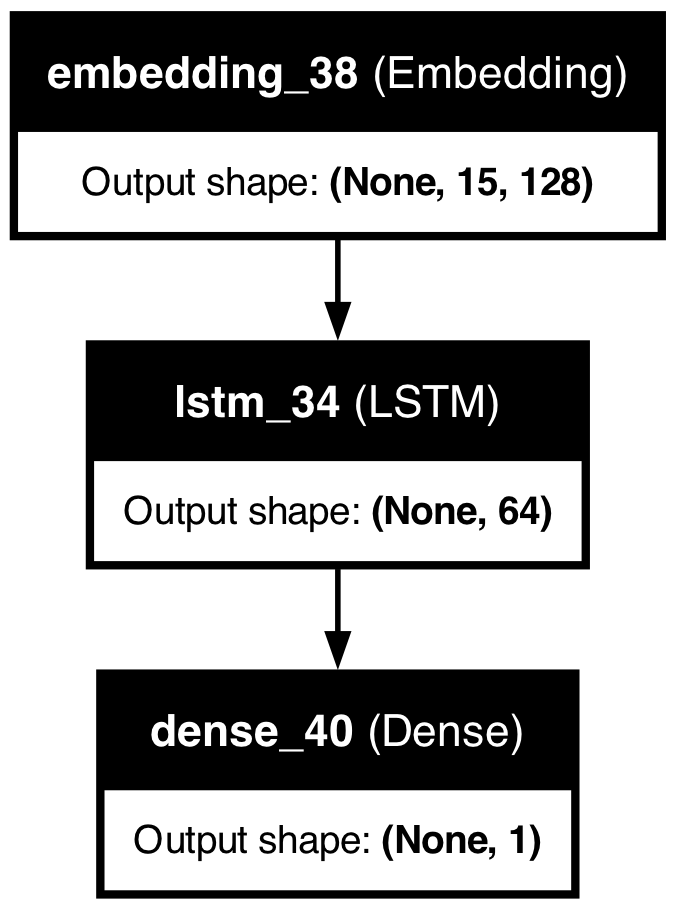 embedding_38 (Embedding)
Output shape: (None, 15, 128)
lstm_34 (LSTM)
Output shape: (None, 64)
dense_40 (Dense)
Output shape: (None, 1)